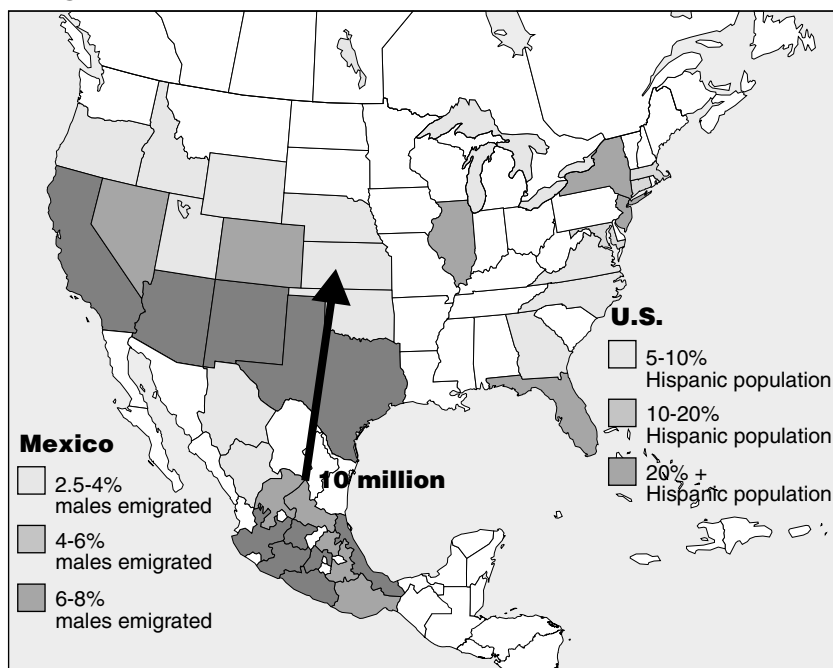 U.S.
5-10%
Hispanic population
10-20%
Hispanic population
20% +
Hispanic population
Mexico
2.5-4%
males emigrated
4-6%
males emigrated
6-8%
males emigrated
10 million